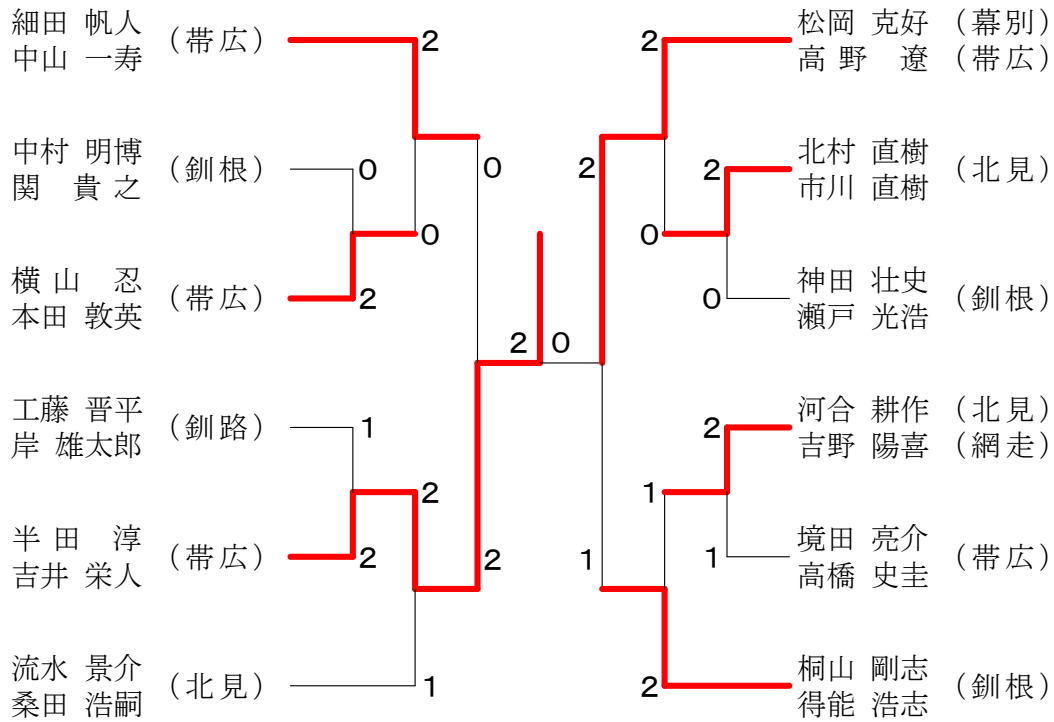 細田 帆人
中山 一寿
(帯広)
2
中村 明博
関 貴之
(釧根)
0
0
0
横山 忍
本田 敦英
(帯広)
2
2
工藤 晋平
岸 雄太郎
(釧路)
1
2
半田 淳
吉井 栄人
(帯広)
2
2
流水 景介
桑田 浩嗣
(北見)
1
松岡 克好 (幕別)
高野 遼 (帯広)
2
2
北村 直樹
市川 直樹
(北見)
2
0
神田 壮史
瀬戸 光浩
(釧根)
0
0
河合 耕作 (北見)
吉野 陽喜 (網走)
2
1
境田 亮介
高橋 史圭
(帯広)
1
1
桐山 剛志
得能 浩志
(釧根)
2